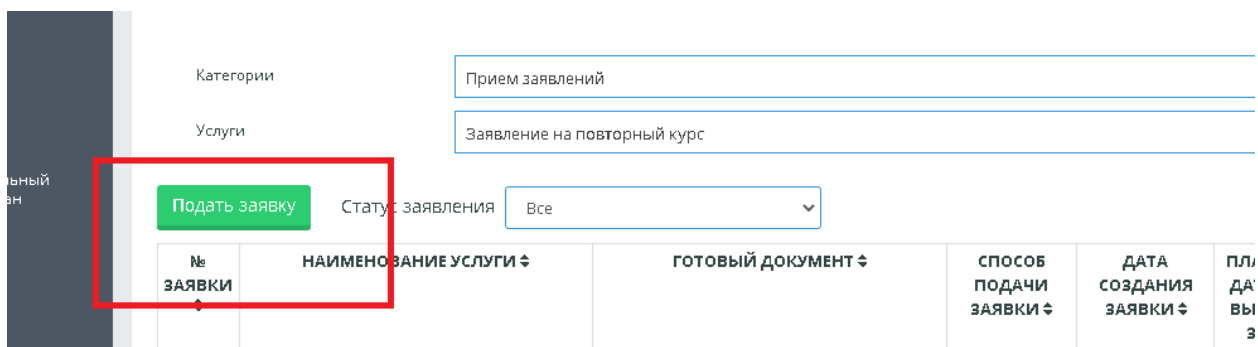 Категории
Прием заявлений
Услуги
Заявление на повторный курс
льный
ан
Подать заявку
Статус заявления
Все
№ ЗАЯВКИ
НАИМЕНОВАНИЕ УСЛУГИ
ГОТОВЫЙ ДОКУМЕНТ
СПОСОБ ПОДАЧИ ЗАЯВКИ
ДАТА СОЗДАНИЯ ЗАЯВКИ